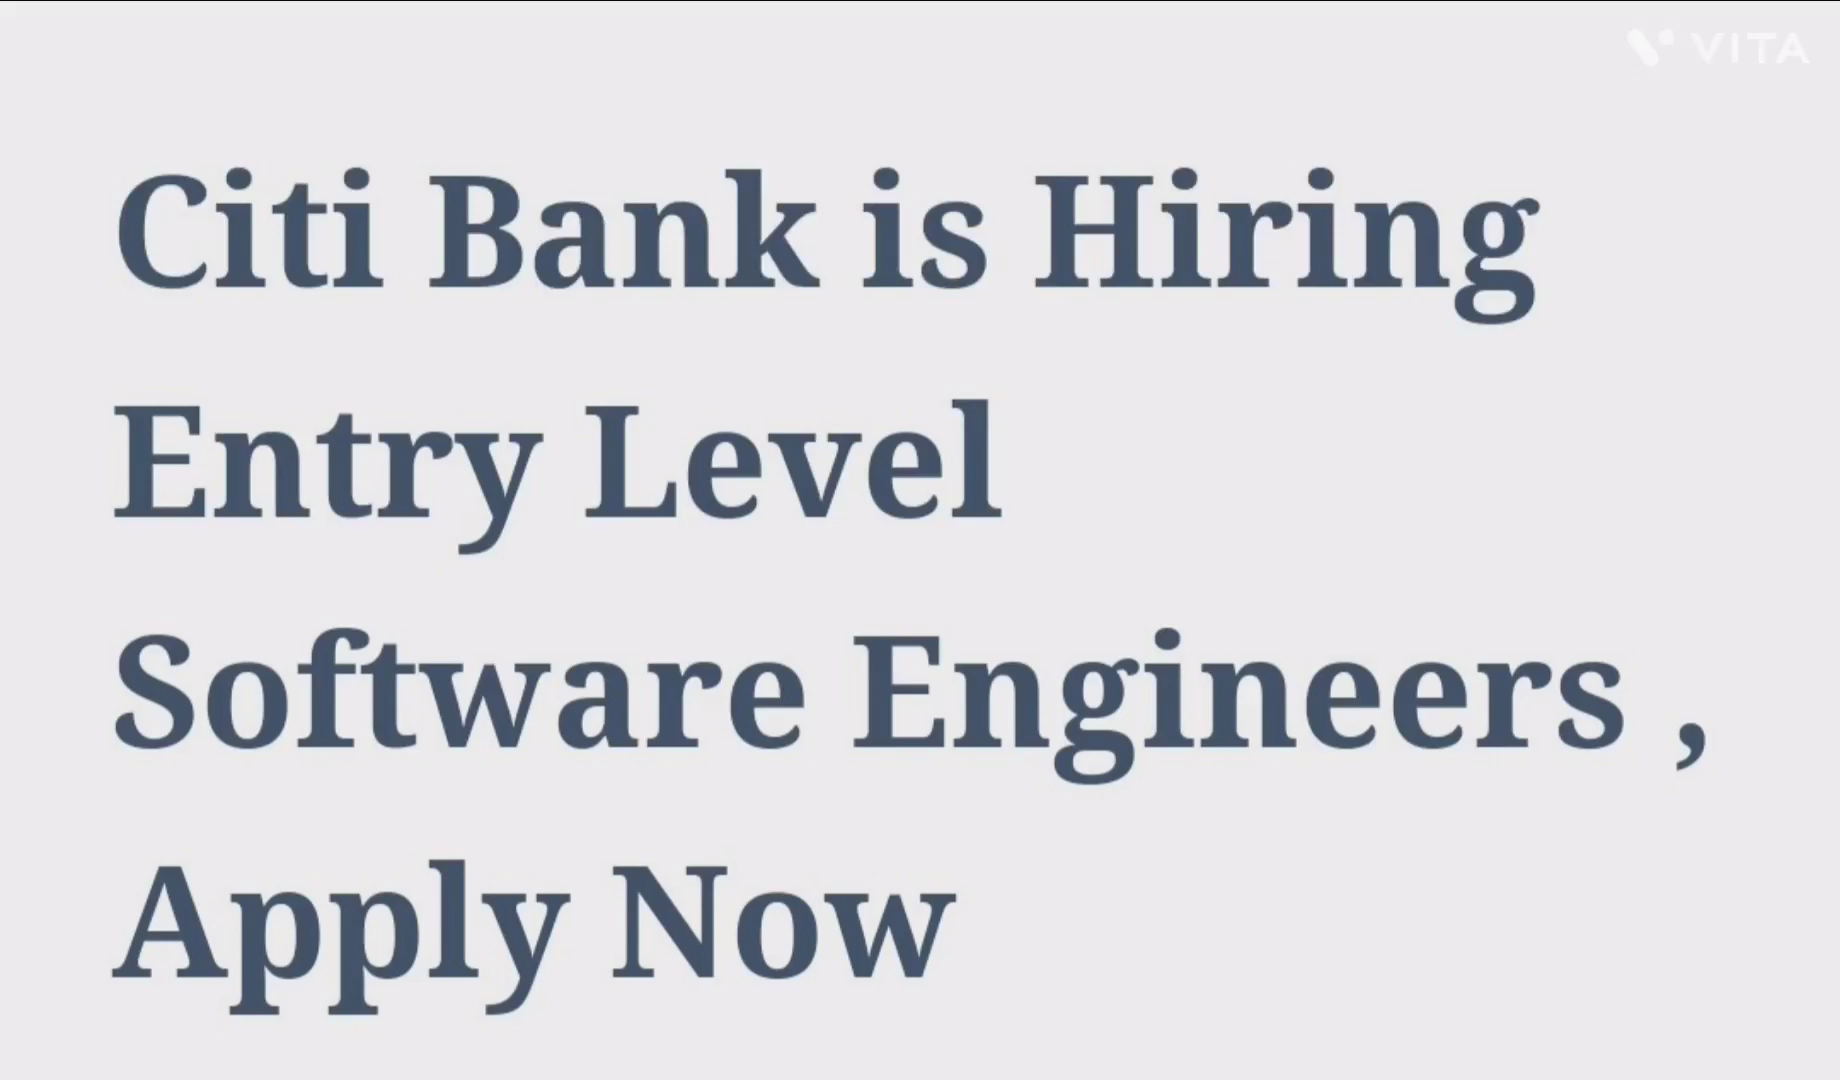 VITA
Citi Bank is Hiring
Entry Level
Software Engineers ,
Apply Now